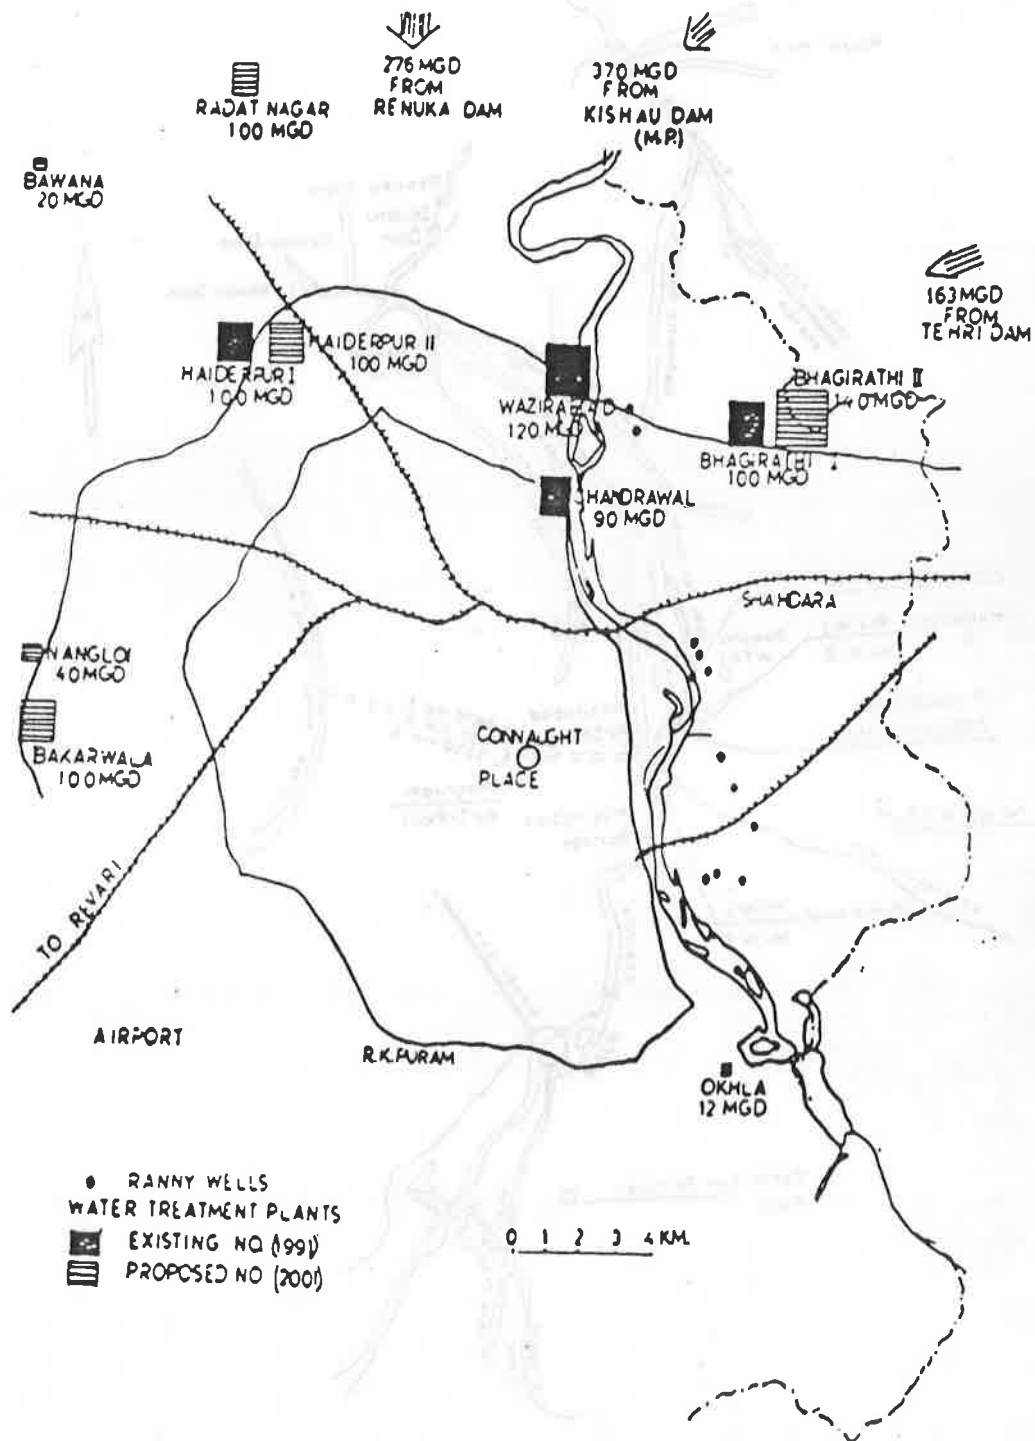 276 MGD
FROM
RENUKA DAM
370 MGD
FROM
KISHAU DAM
(M.P.)
RADAT NAGAR
100 MGD
BAWANA
20 MGD
163 MGD
FROM
TEHRI DAM
HAIDERPUR II
100 MGD
HAIDERPUR I
100 MGD
BHAGIRATHI II
140 MGD
WAZIRABAD
120 MGD
BHAGIRATHI I
100 MGD
CHANDRAWAL
90 MGD
SHAHDARA
NANGLOI
40 MGD
BAKARWALA
100 MGD
CONNAUGHT
PLACE
TO REVARI
AIRPORT
R.K.PURAM
OKHLA
12 MGD
RANNY WELLS
WATER TREATMENT PLANTS
EXISTING NO. (1991)
PROPOSED NO (2001)
0 1 2 3 4 KM.